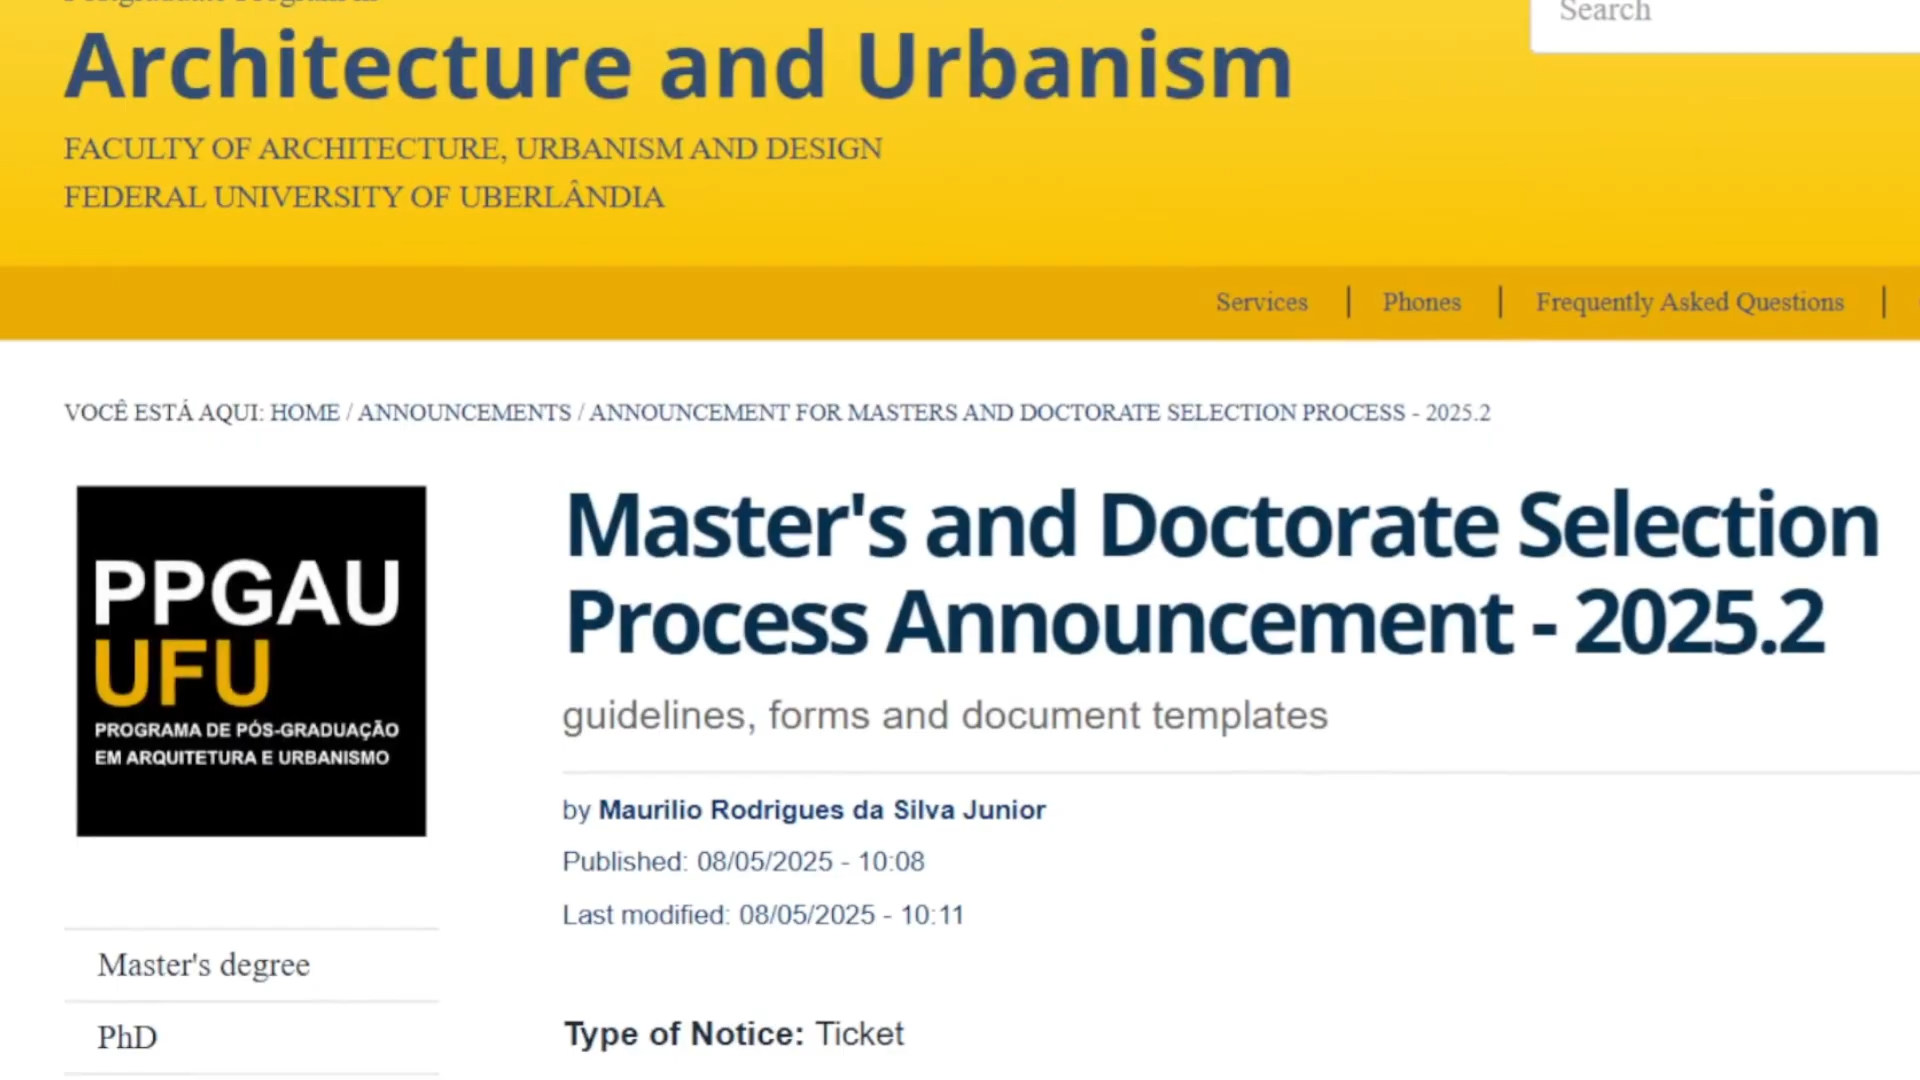 Search
Architecture and Urbanism
FACULTY OF ARCHITECTURE, URBANISM AND DESIGN
FEDERAL UNIVERSITY OF UBERLÂNDIA
Services | Phones | Frequently Asked Questions |
VOCÊ ESTÁ AQUI: HOME / ANNOUNCEMENTS / ANNOUNCEMENT FOR MASTERS AND DOCTORATE SELECTION PROCESS - 2025.2
PPGAU
UFU
PROGRAMA DE PÓS-GRADUAÇÃO
EM ARQUITETURA E URBANISMO
Master's degree
PhD
Master's and Doctorate Selection
Process Announcement - 2025.2
guidelines, forms and document templates
by Maurilio Rodrigues da Silva Junior
Published: 08/05/2025 - 10:08
Last modified: 08/05/2025 - 10:11
Type of Notice: Ticket